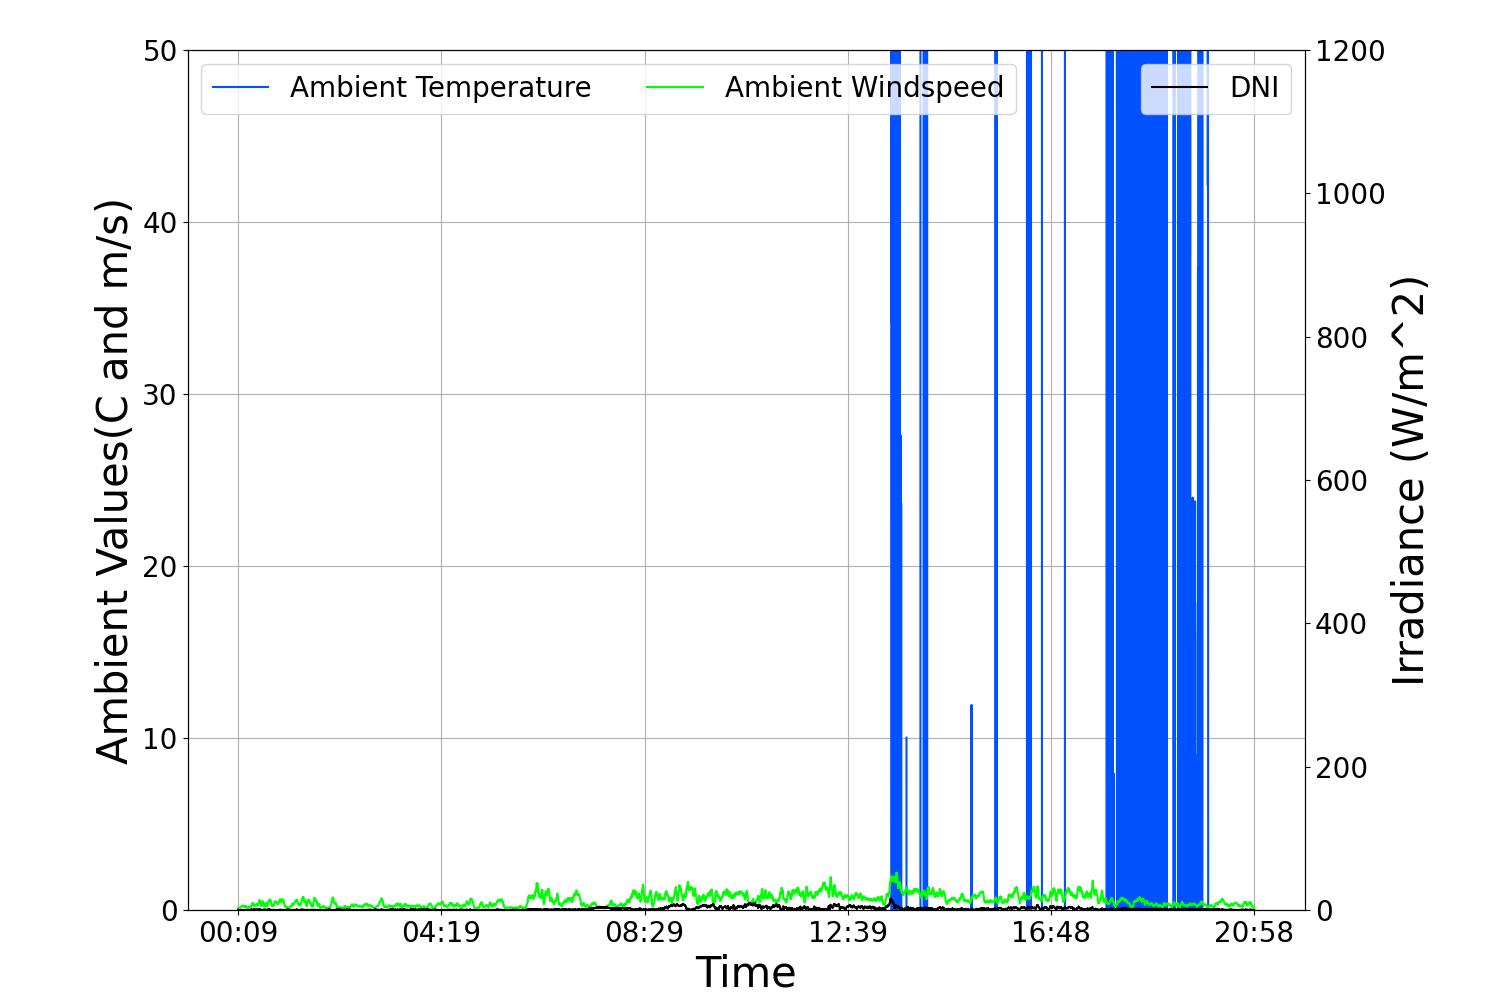 Ambient Temperature
Ambient Windspeed
DNI
Ambient Values(C and m/s)
50
40
30
20
10
0
1200
1000
800
600
400
200
0
Irradiance (W/m^2)
00:09 04:19 08:29 12:39 16:48 20:58
Time